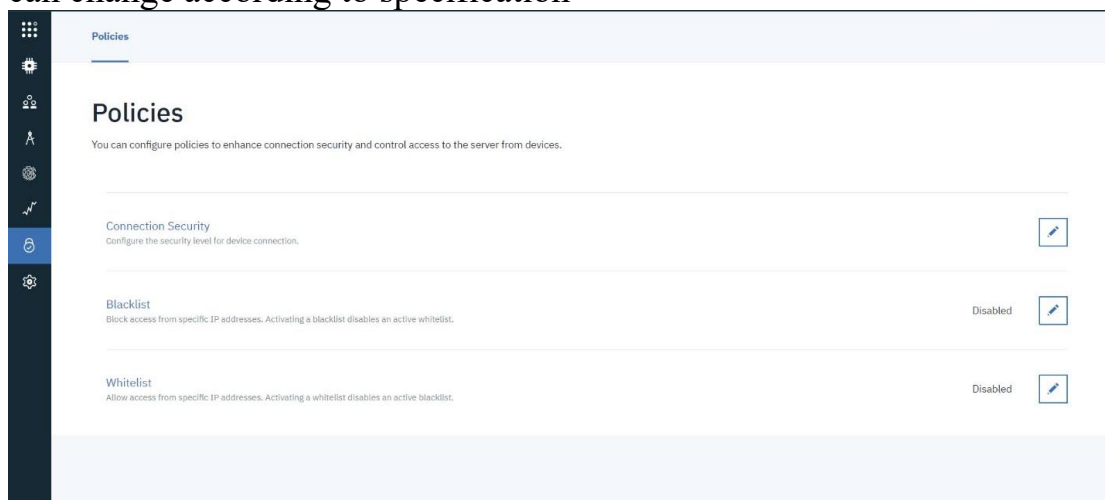 can change according to specification
Policies
Policies
You can configure policies to enhance connection security and control access to the server from devices.
Connection Security
Configure the security level for device connection.
Blacklist
Block access from specific IP addresses. Activating a blacklist disables an active whitelist.
Disabled
Whitelist
Allow access from specific IP addresses. Activating a whitelist disables an active blacklist.
Disabled